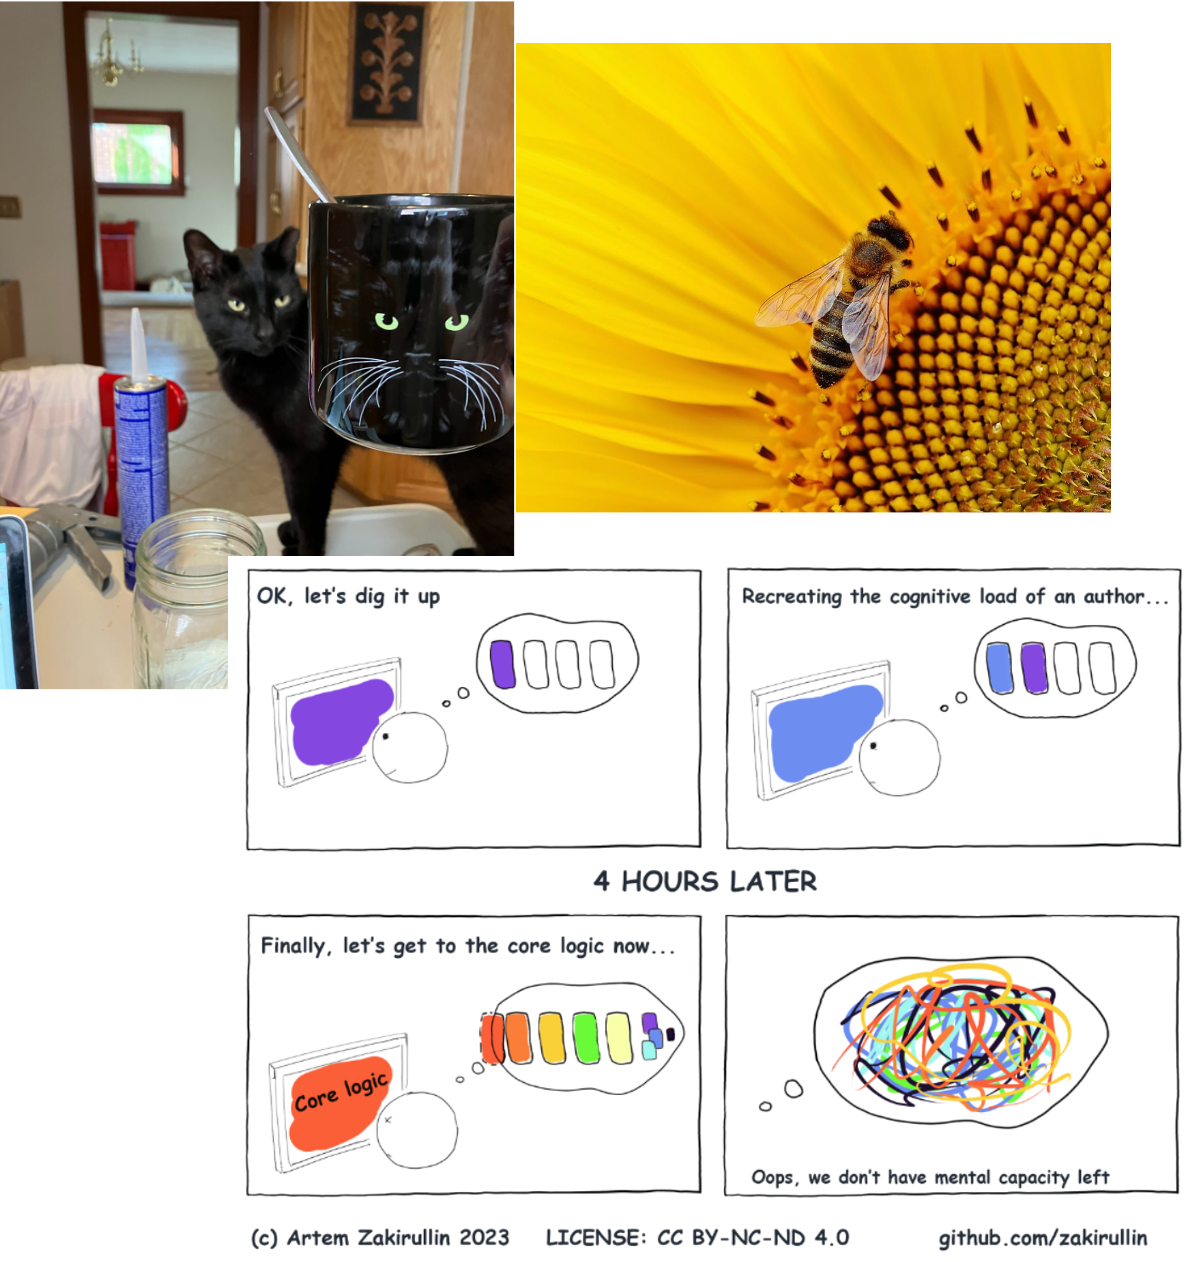 OK, let's dig it up
Recreating the cognitive load of an author...
4 HOURS LATER
Finally, let's get to the core logic now...
Core logic
Oops, we don't have mental capacity left
(c) Artem Zakirullin 2023 LICENSE: CC BY-NC-ND 4.0 github.com/zakirullin